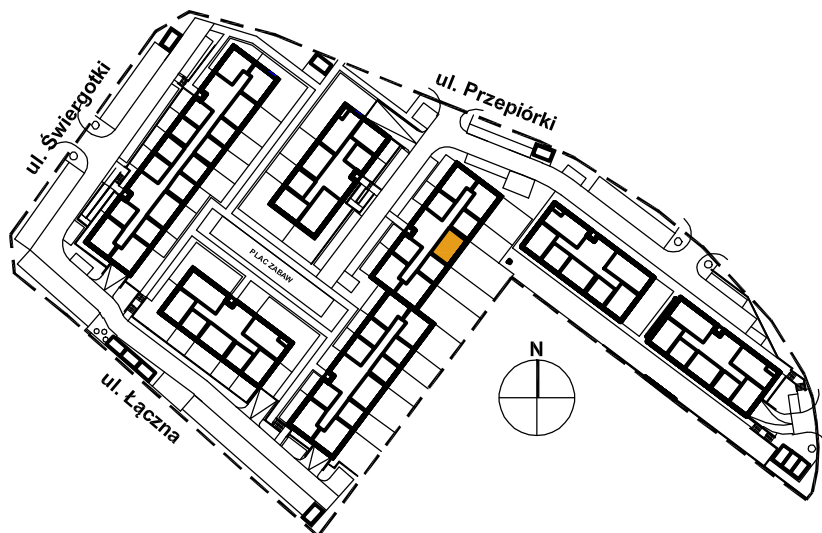 ul. Świergotki
ul. Przepiórki
PLAC ZABAW
N
ul. Łączna